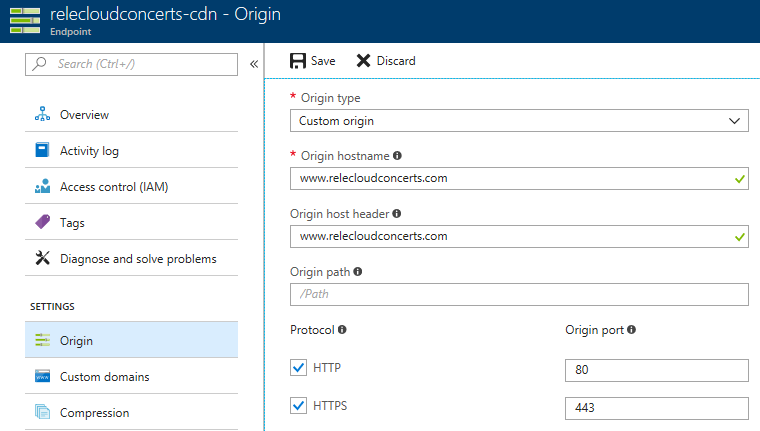 relecloudconcerts-cdn - Origin
Endpoint
Search (Ctrl+/)
«
Overview
Activity log
Access control (IAM)
Tags
Diagnose and solve problems
SETTINGS
Origin
Custom domains
Compression
Save Discard
* Origin type
Custom origin
* Origin hostname
www.relecloudconcerts.com
Origin host header
www.relecloudconcerts.com
Origin path
/Path
Protocol Origin port
HTTP 80
HTTPS 443